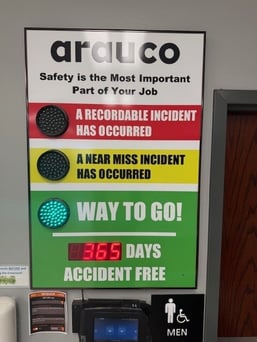 arauco
Safety is the Most Important
Part of Your Job
A RECORDABLE INCIDENT
HAS OCCURRED
A NEAR MISS INCIDENT
HAS OCCURRED
WAY TO GO!
365 DAYS
ACCIDENT FREE
MEN